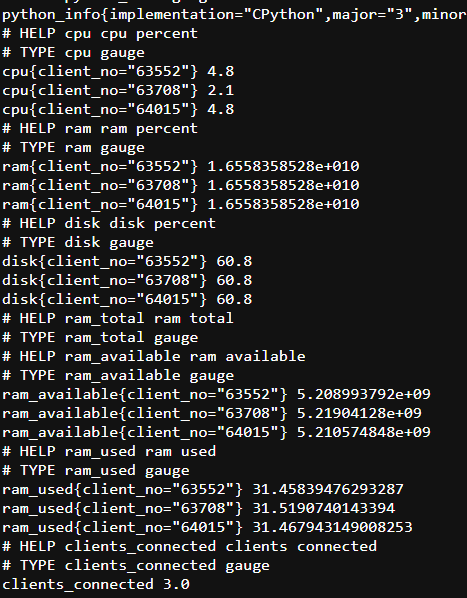 python_info{implementation="CPython",major="3",minor
# HELP cpu cpu percent
# TYPE cpu gauge
cpu{client_no="63552"} 4.8
cpu{client_no="63708"} 2.1
cpu{client_no="64015"} 4.8
# HELP ram ram percent
# TYPE ram gauge
ram{client_no="63552"} 1.6558358528e+010
ram{client_no="63708"} 1.6558358528e+010
ram{client_no="64015"} 1.6558358528e+010
# HELP disk disk percent
# TYPE disk gauge
disk{client_no="63552"} 60.8
disk{client_no="63708"} 60.8
disk{client_no="64015"} 60.8
# HELP ram_total ram total
# TYPE ram_total gauge
# HELP ram_available ram available
# TYPE ram_available gauge
ram_available{client_no="63552"} 5.208993792e+09
ram_available{client_no="63708"} 5.21904128e+09
ram_available{client_no="64015"} 5.210574848e+09
# HELP ram_used ram used
# TYPE ram_used gauge
ram_used{client_no="63552"} 31.45839476293287
ram_used{client_no="63708"} 31.5190740143394
ram_used{client_no="64015"} 31.467943149008253
# HELP clients_connected clients connected
# TYPE clients_connected gauge
clients_connected 3.0